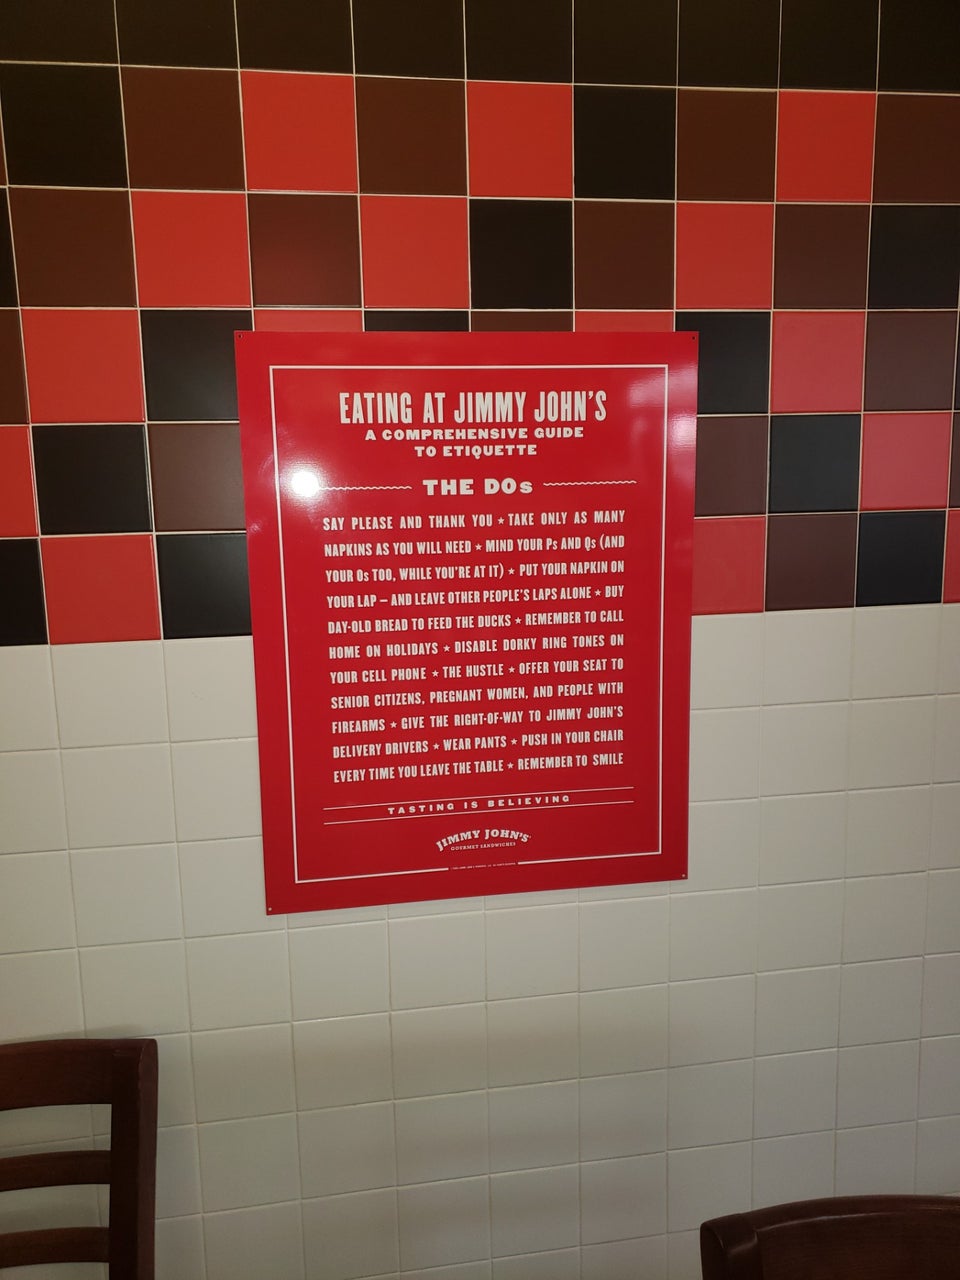 EATING AT JIMMY JOHN'S
A COMPREHENSIVE GUIDE
TO ETIQUETTE
THE DOs
SAY PLEASE AND THANK YOU ★ TAKE ONLY AS MANY
NAPKINS AS YOU WILL NEED ★ MIND YOUR Ps AND Qs (AND
YOUR Os TOO, WHILE YOU'RE AT IT) ★ PUT YOUR NAPKIN ON
YOUR LAP – AND LEAVE OTHER PEOPLE'S LAPS ALONE ★ BUY
DAY-OLD BREAD TO FEED THE DUCKS ★ REMEMBER TO CALL
HOME ON HOLIDAYS ★ DISABLE DORKY RING TONES ON
YOUR CELL PHONE ★ THE HUSTLE ★ OFFER YOUR SEAT TO
SENIOR CITIZENS, PREGNANT WOMEN, AND PEOPLE WITH
FIREARMS ★ GIVE THE RIGHT-OF-WAY TO JIMMY JOHN'S
DELIVERY DRIVERS ★ WEAR PANTS ★ PUSH IN YOUR CHAIR
EVERY TIME YOU LEAVE THE TABLE ★ REMEMBER TO SMILE
TASTING IS BELIEVING
JIMMY JOHN'S
GOURMET SANDWICHES